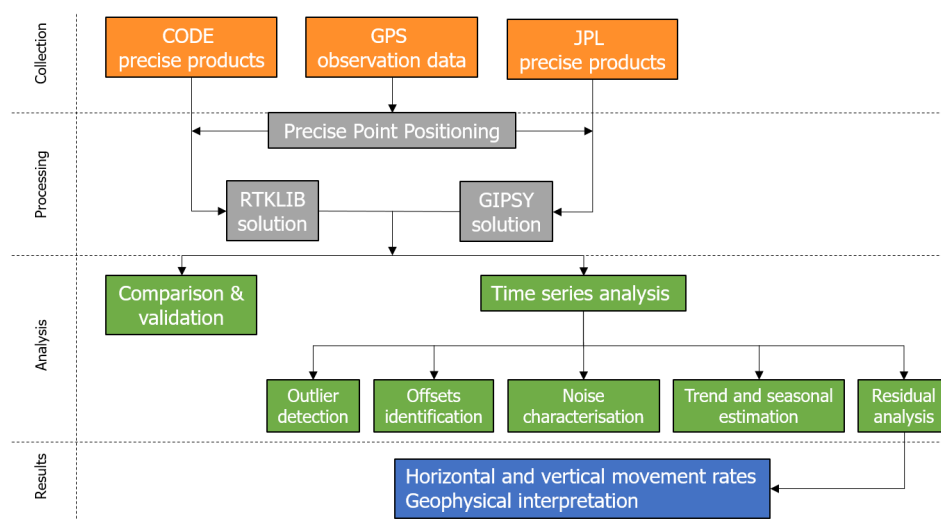 Collection
CODE
precise products
GPS
observation data
JPL
precise products
Processing
Precise Point Positioning
RTKLIB
solution
GIPSY
solution
Analysis
Comparison &
validation
Time series analysis
Outlier
detection
Offsets
identification
Noise
characterisation
Trend and seasonal
estimation
Residual
analysis
Results
Horizontal and vertical movement rates
Geophysical interpretation